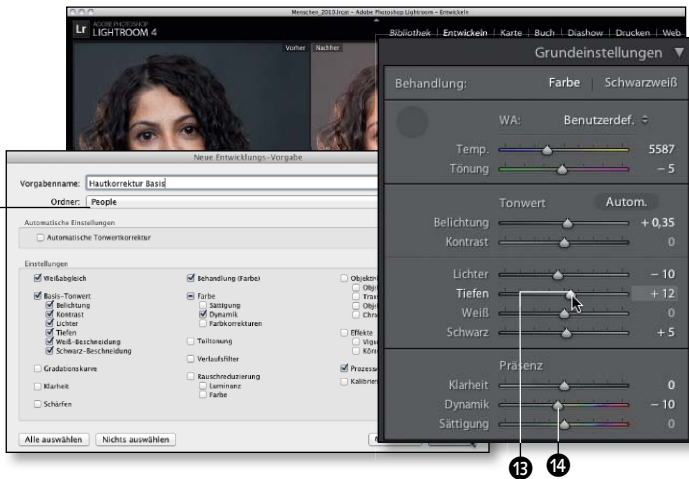 Menschen_2010.lrcat – Adobe Photoshop Lightroom – Entwickeln
Lr ADOBE PHOTOSHOP
LIGHTROOM 4
Bibliothek | Entwickeln | Karte | Buch | Diashow | Drucken | Web
Vorher Nachher
Grundeinstellungen
Behandlung: Farbe | Schwarzweiß
WA: Benutzerdef.
Temp. 5587
Tönung – 5
Tonwert Autom.
Belichtung + 0,35
Kontrast 0
Lichter – 10
Tiefen + 12
Weiß 0
Schwarz + 5
Präsenz
Klarheit 0
Dynamik – 10
Sättigung 0
Neue Entwicklungs-Vorgabe
Vorgabenname: Hautkorrektur Basis
Ordner: People
Automatische Einstellungen
Automatische Tonwertkorrektur
Einstellungen
Weißabgleich
Basis-Tonwert
Belichtung
Kontrast
Lichter
Tiefen
Weiß-Beschneidung
Schwarz-Beschneidung
Gradationskurve
Klarheit
Schärfen
Behandlung (Farbe)
Farbe
Sättigung
Dynamik
Farbkorrekturen
Teiltonung
Verlaufsfilter
Rauschreduzierung
Luminanz
Farbe
Effekte
Alle auswählen Nichts auswählen
13 14